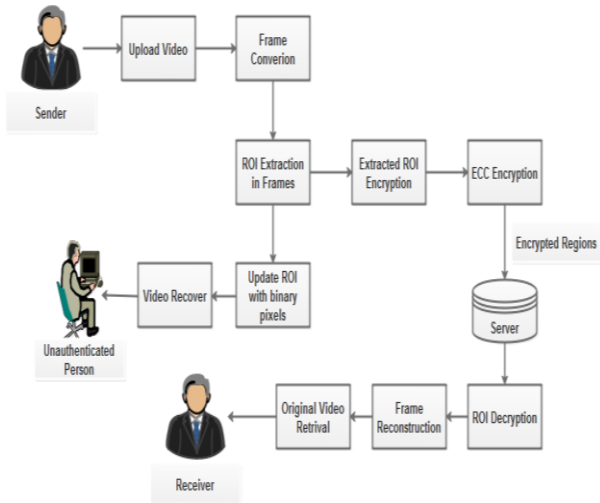 Upload Video
Frame
Converion
Sender
ROI Extraction
in Frames
Extracted ROI
Encryption
ECC Encryption
Encrypted Regions
Video Recover
Update ROI
with binary
pixels
Server
Unauthenticated
Person
Original Video
Retrival
Frame
Reconstruction
ROI Decryption
Receiver